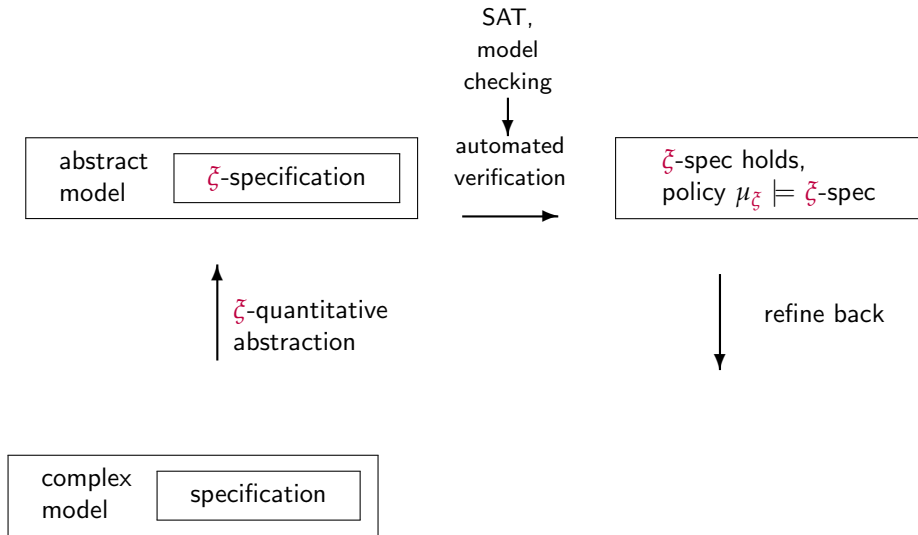 SAT,
model
checking
automated
verification
abstract
model
ξ-specification
ξ-spec holds,
policy μ_ξ ⊨ ξ-spec
ξ-quantitative
abstraction
refine back
complex
model
specification